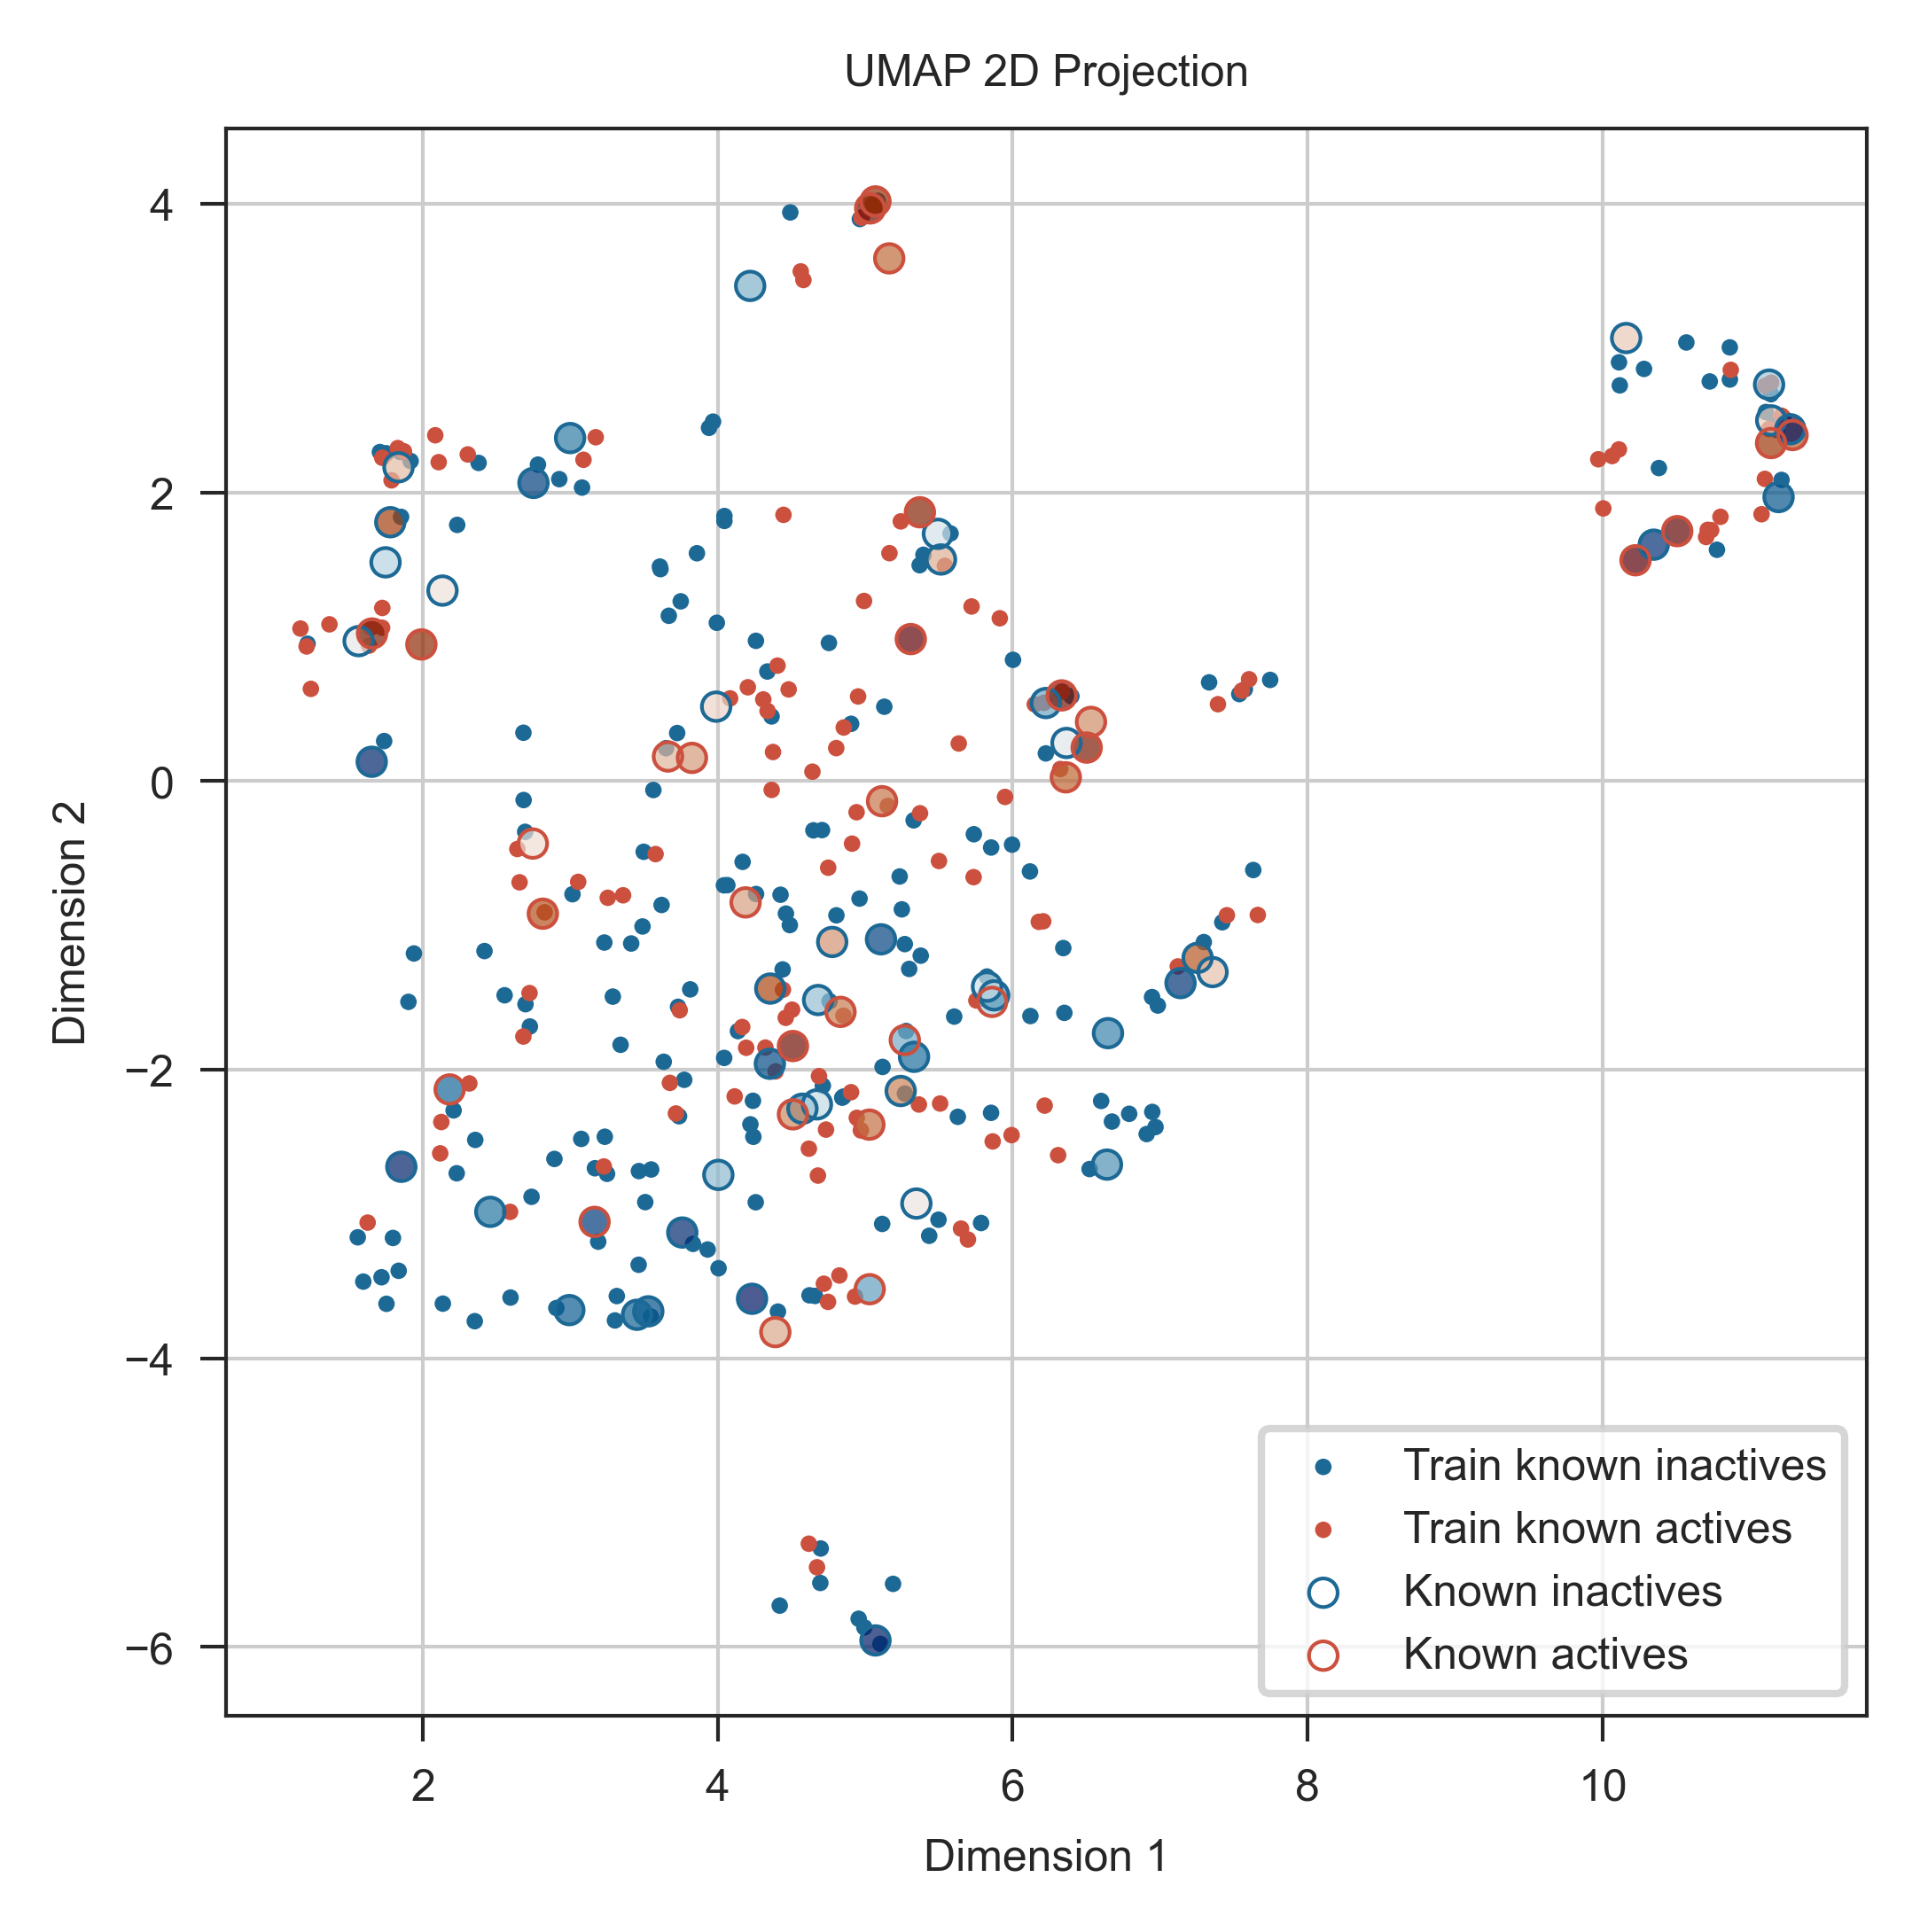 UMAP 2D Projection
4
2
0
−2
−4
−6
Dimension 2
2
4
6
8
10
Dimension 1
Train known inactives
Train known actives
Known inactives
Known actives